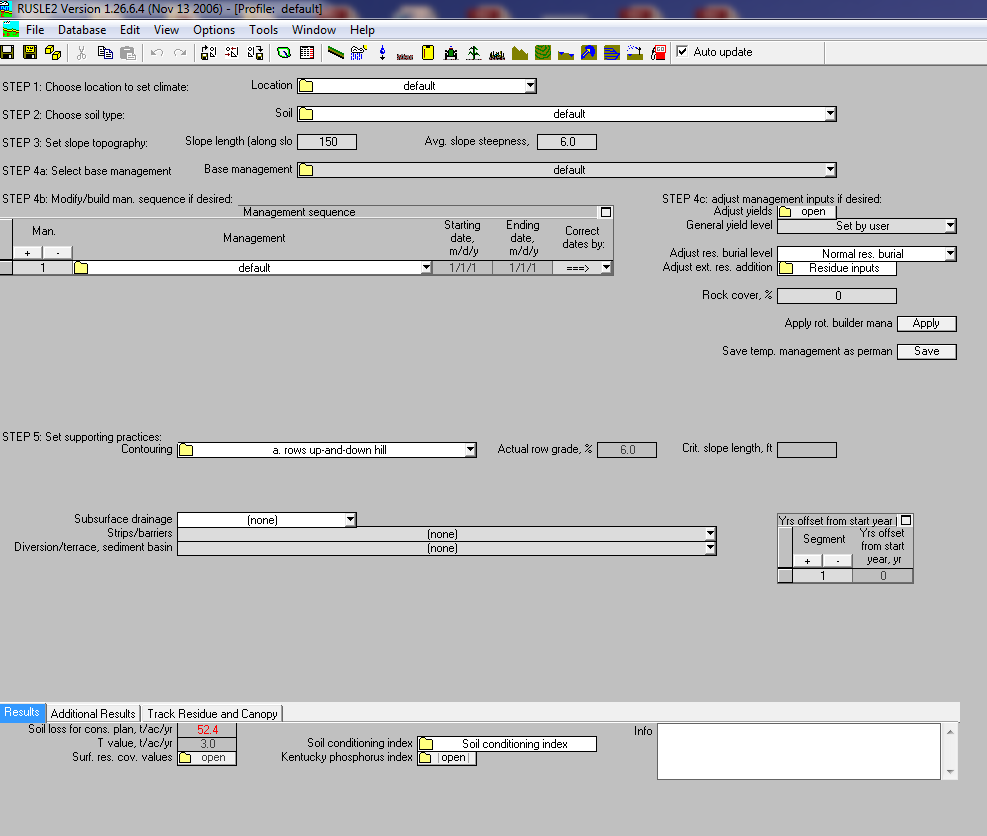 RUSLE2 Version 1.26.6.4 (Nov 13 2006) - [Profile: default]
File Database Edit View Options Tools Window Help
Auto update
STEP 1: Choose location to set climate: Location default
STEP 2: Choose soil type: Soil default
STEP 3: Set slope topography: Slope length (along slo 150 Avg. slope steepness, 6.0
STEP 4a: Select base management Base management default
STEP 4b: Modify/build man. sequence if desired: STEP 4c: adjust management inputs if desired:
Management sequence
Man. Management Starting date, m/d/y Ending date, m/d/y Correct dates by:
+ -
1 default 1/1/1 1/1/1 ===>
Adjust yields open
General yield level Set by user
Adjust res. burial level Normal res. burial
Adjust ext. res. addition Residue inputs
Rock cover, % 0
Apply rot. builder mana Apply
Save temp. management as perman Save
STEP 5: Set supporting practices:
Contouring a. rows up-and-down hill Actual row grade, % 6.0 Crit. slope length, ft
Subsurface drainage (none)
Strips/barriers (none)
Diversion/terrace, sediment basin (none)
Yrs offset from start year
Segment Yrs offset from start year, yr
+ -
1 0
Results Additional Results Track Residue and Canopy
Soil loss for cons. plan, t/ac/yr 52.4
T value, t/ac/yr 3.0
Surf. res. cov. values open
Soil conditioning index Soil conditioning index
Kentucky phosphorus index open
Info